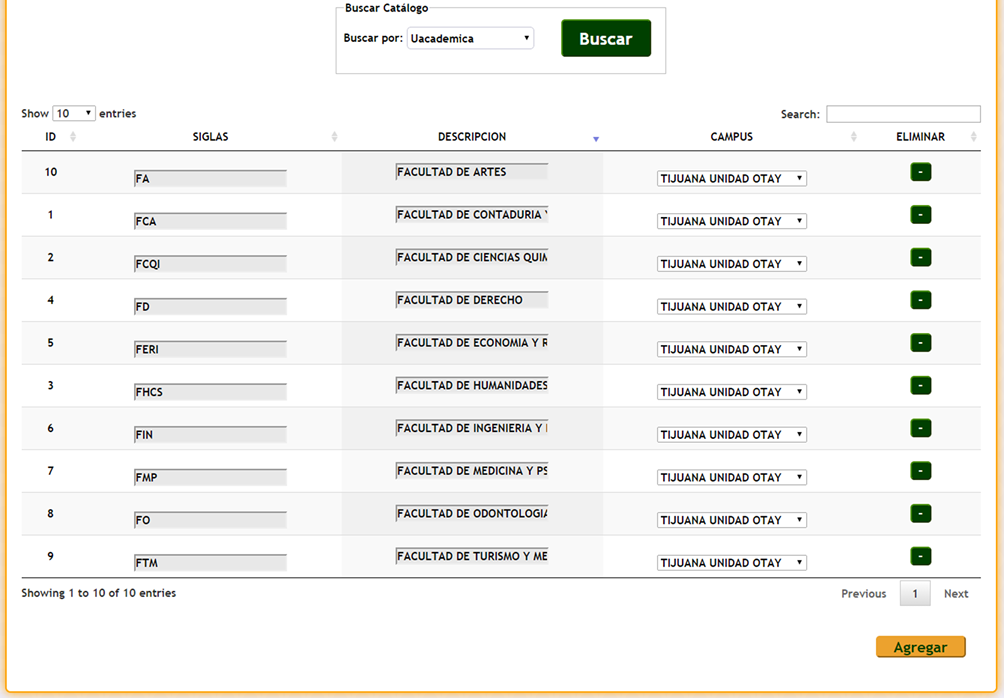 Buscar Catálogo
Buscar por: Uacademica Buscar
Show 10 entries Search:
ID SIGLAS DESCRIPCION CAMPUS ELIMINAR
10 FA FACULTAD DE ARTES TIJUANA UNIDAD OTAY -
1 FCA FACULTAD DE CONTADURIA TIJUANA UNIDAD OTAY -
2 FCQI FACULTAD DE CIENCIAS QUIM TIJUANA UNIDAD OTAY -
4 FD FACULTAD DE DERECHO TIJUANA UNIDAD OTAY -
5 FERI FACULTAD DE ECONOMIA Y R TIJUANA UNIDAD OTAY -
3 FHCS FACULTAD DE HUMANIDADES TIJUANA UNIDAD OTAY -
6 FIN FACULTAD DE INGENIERIA Y TIJUANA UNIDAD OTAY -
7 FMP FACULTAD DE MEDICINA Y PS TIJUANA UNIDAD OTAY -
8 FO FACULTAD DE ODONTOLOGIA TIJUANA UNIDAD OTAY -
9 FTM FACULTAD DE TURISMO Y ME TIJUANA UNIDAD OTAY -
Showing 1 to 10 of 10 entries Previous 1 Next
Agregar